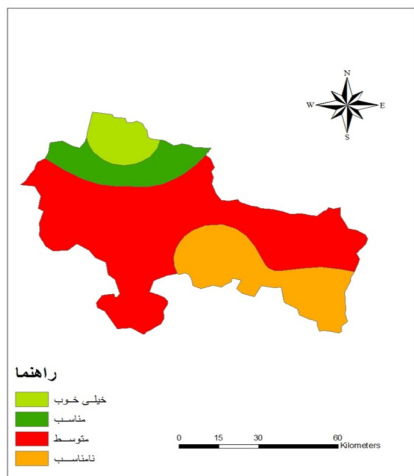 N
W E
S
راهنما
خیلی خوب
مناسب
متوسط
نامناسب
0 15 30 60
Kilometers